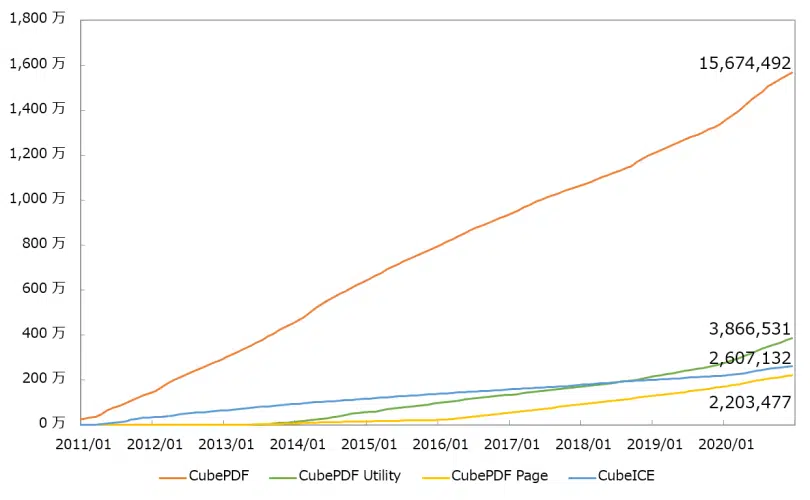 1,800 万
1,600 万
1,400 万
1,200 万
1,000 万
800 万
600 万
400 万
200 万
0 万
15,674,492
3,866,531
2,607,132
2,203,477
2011/01 2012/01 2013/01 2014/01 2015/01 2016/01 2017/01 2018/01 2019/01 2020/01
CubePDF CubePDF Utility CubePDF Page CubeICE